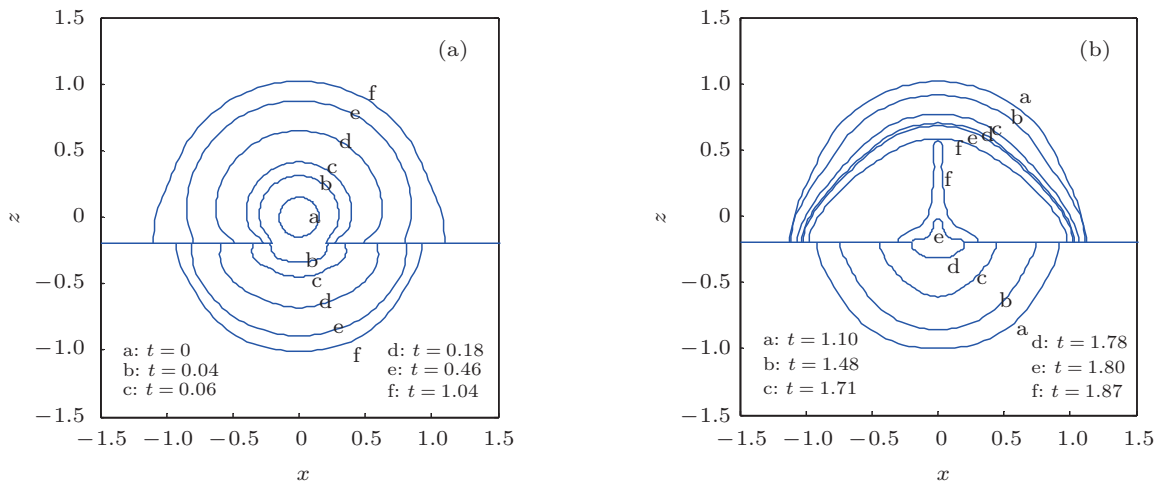 (a)
1.5
1.0
0.5
0
−0.5
−1.0
−1.5
z
f
e
d
c
b
a
b
c
d
e
f
a: t = 0
b: t = 0.04
c: t = 0.06
d: t = 0.18
e: t = 0.46
f: t = 1.04
−1.5 −1.0 −0.5 0 0.5 1.0 1.5
x
(b)
1.5
1.0
0.5
0
−0.5
−1.0
−1.5
z
a
b
c
d
e
f
f
e
d
c
b
a
a: t = 1.10
b: t = 1.48
c: t = 1.71
d: t = 1.78
e: t = 1.80
f: t = 1.87
−1.5 −1.0 −0.5 0 0.5 1.0 1.5
x